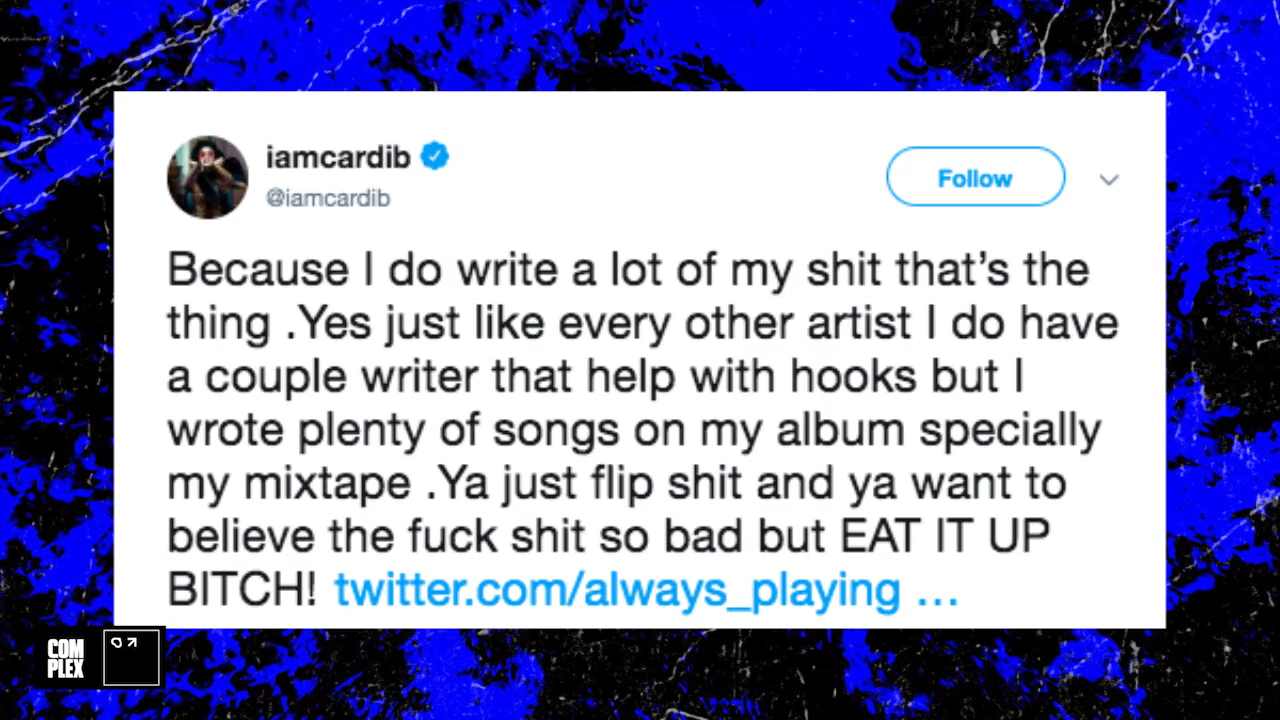 iamcardib
@iamcardib
Follow
Because I do write a lot of my shit that’s the
thing .Yes just like every other artist I do have
a couple writer that help with hooks but I
wrote plenty of songs on my album specially
my mixtape .Ya just flip shit and ya want to
believe the fuck shit so bad but EAT IT UP
BITCH! twitter.com/always_playing ...
COM
PLEX